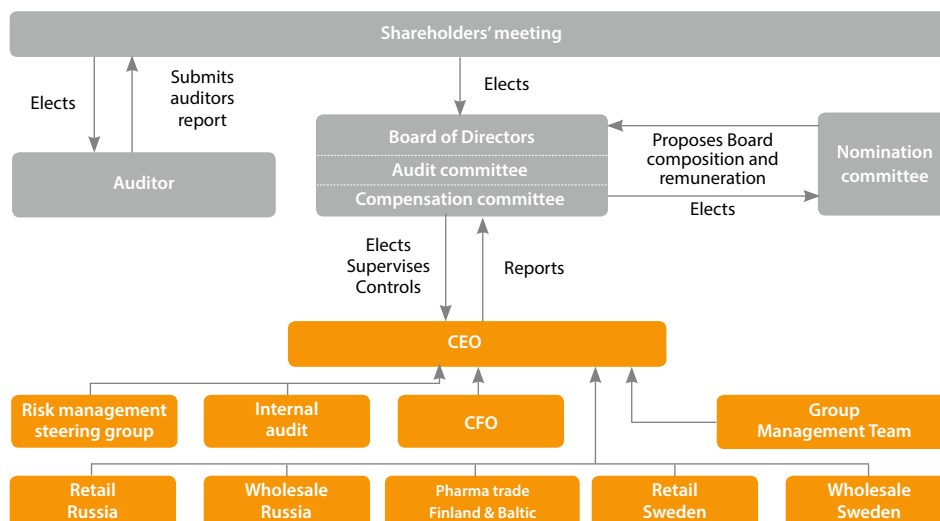 Shareholders' meeting
Elects
Submits
auditors
report
Elects
Auditor
Board of Directors
Audit committee
Compensation committee
Proposes Board
composition and
remuneration
Elects
Nomination
committee
Elects
Supervises
Controls
Reports
CEO
Risk management
steering group
Internal
audit
CFO
Group
Management Team
Retail
Russia
Wholesale
Russia
Pharma trade
Finland & Baltic
Retail
Sweden
Wholesale
Sweden